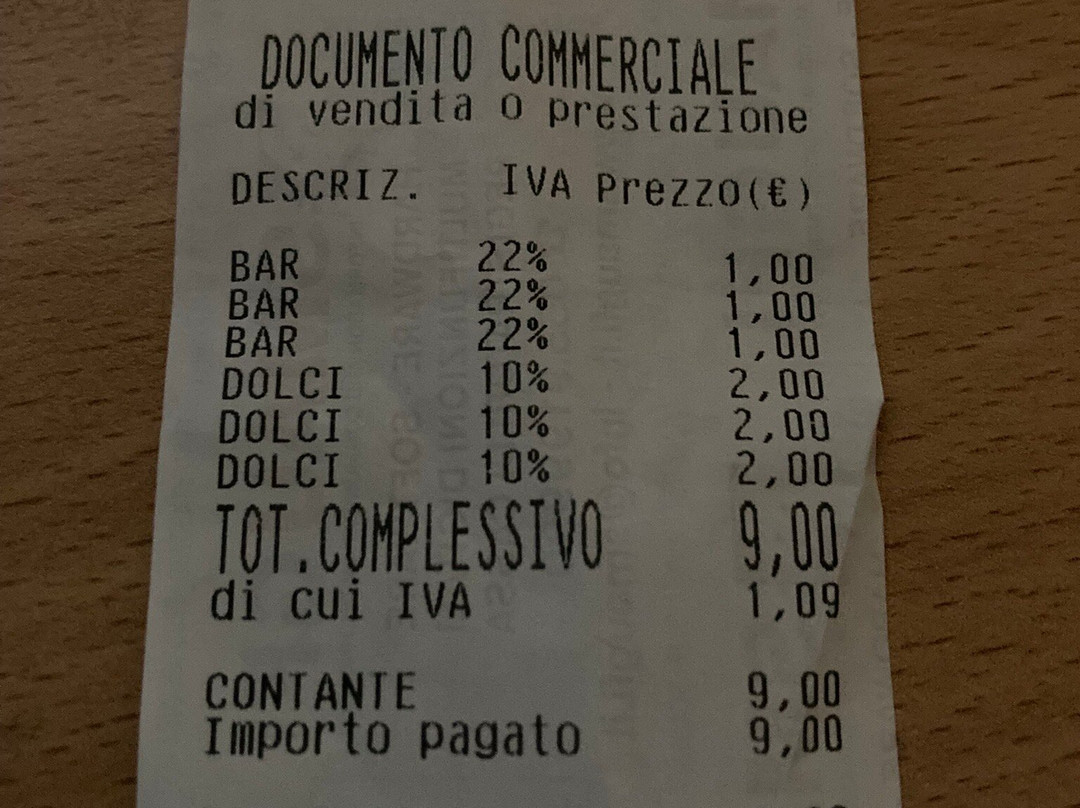 DOCUMENTO COMMERCIALE
di vendita o prestazione
DESCRIZ. IVA Prezzo(€)
BAR 22% 1,00
BAR 22% 1,00
BAR 22% 1,00
DOLCI 10% 2,00
DOLCI 10% 2,00
DOLCI 10% 2,00
TOT.COMPLESSIVO 9,00
di cui IVA 1,09
CONTANTE 9,00
Importo pagato 9,00